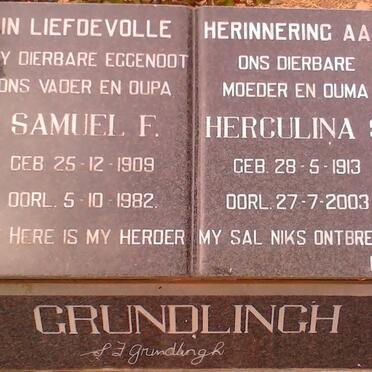 IN LIEFDEVOLLE HERINNERING AA
Y DIERBARE EGGENOOT
ONS VADER EN OUPA
SAMUEL F.
GEB. 25-12-1909
OORL. 5-10-1982.
HERE IS MY HERDER
ONS DIERBARE
MOEDER EN OUMA
HERCULINA S
GEB. 28-5-1913
OORL. 27-7-2003
MY SAL NIKS ONTBRE
GRUNDLINGH
S F Grundlingh